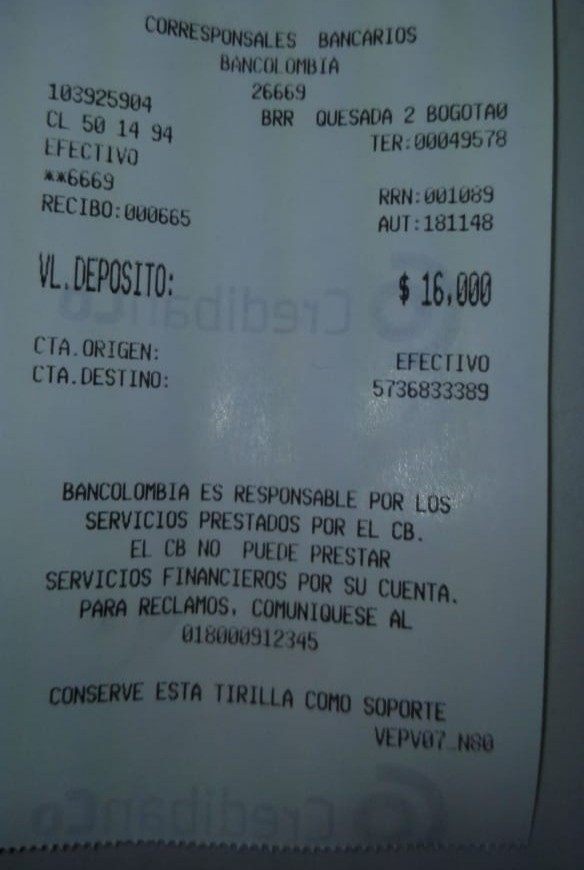 CORRESPONSALES BANCARIOS
BANCOLOMBIA
103925904 26669
CL 50 14 94 BRR QUESADA 2 BOGOTA0
EFECTIVO TER:00049578
**6669
RECIBO:000665 RRN:001089
AUT:181148
VL.DEPOSITO: $ 16,000
CTA.ORIGEN: EFECTIVO
CTA.DESTINO: 5736833389
BANCOLOMBIA ES RESPONSABLE POR LOS
SERVICIOS PRESTADOS POR EL CB.
EL CB NO PUEDE PRESTAR
SERVICIOS FINANCIEROS POR SU CUENTA.
PARA RECLAMOS, COMUNIQUESE AL
018000912345
CONSERVE ESTA TIRILLA COMO SOPORTE
VEPV07_N80
CredibanCo
CredibanCo